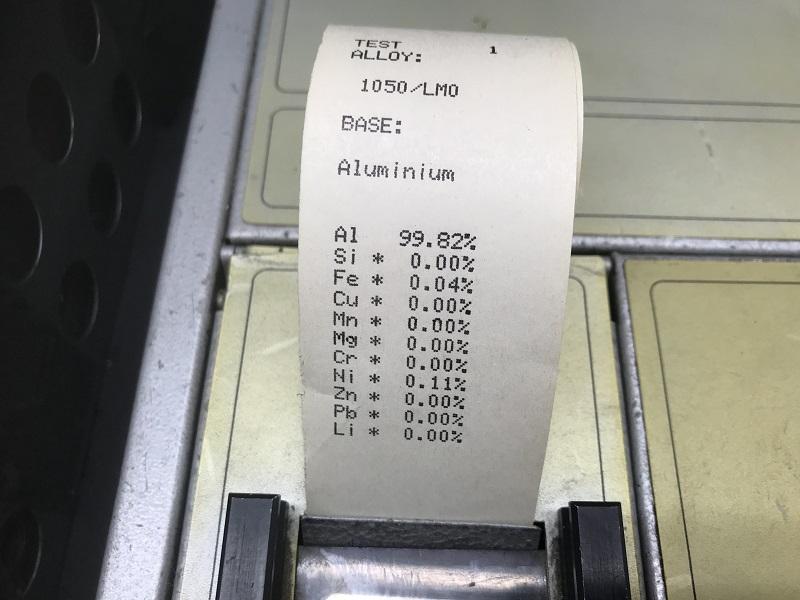 TEST 1
ALLOY:
1050/LM0
BASE:
Aluminium
Al 99.82%
Si * 0.00%
Fe * 0.04%
Cu * 0.00%
Mn * 0.00%
Mg * 0.00%
Cr * 0.00%
Ni * 0.11%
Zn * 0.00%
Pb * 0.00%
Li * 0.00%